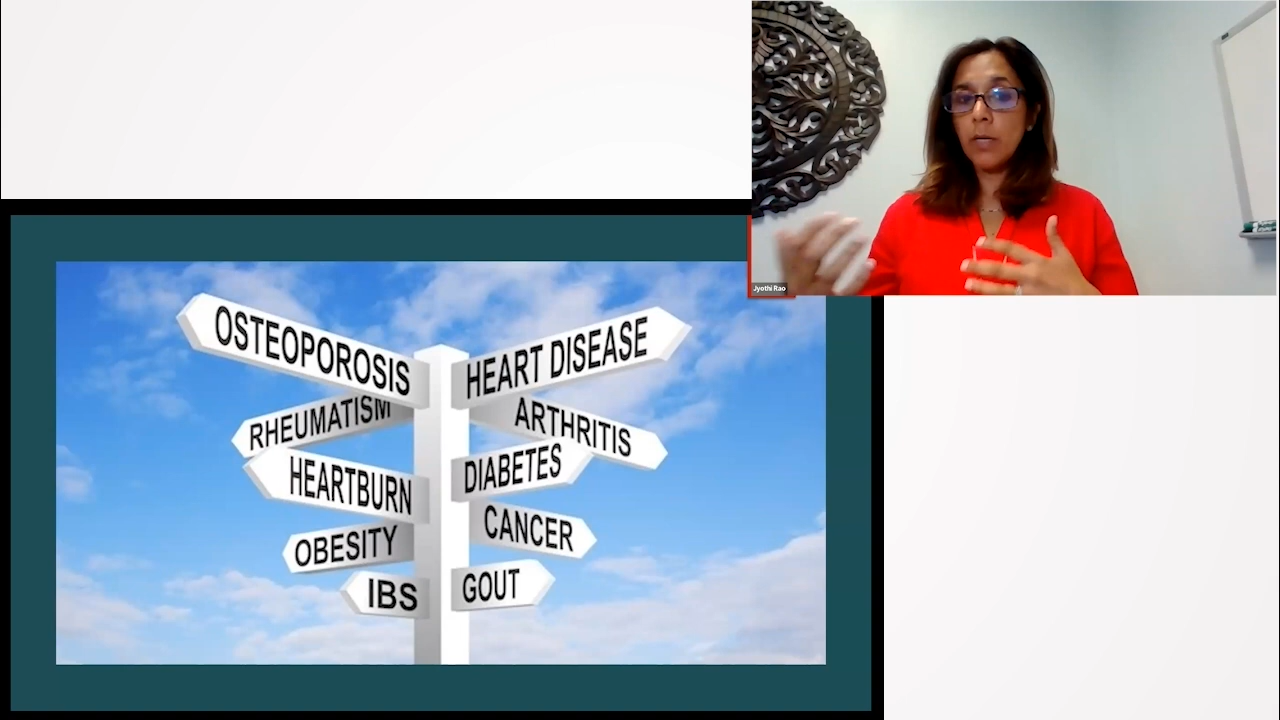 Jyothi Rao
OSTEOPOROSIS
HEART DISEASE
RHEUMATISM
ARTHRITIS
HEARTBURN
DIABETES
OBESITY
CANCER
IBS
GOUT